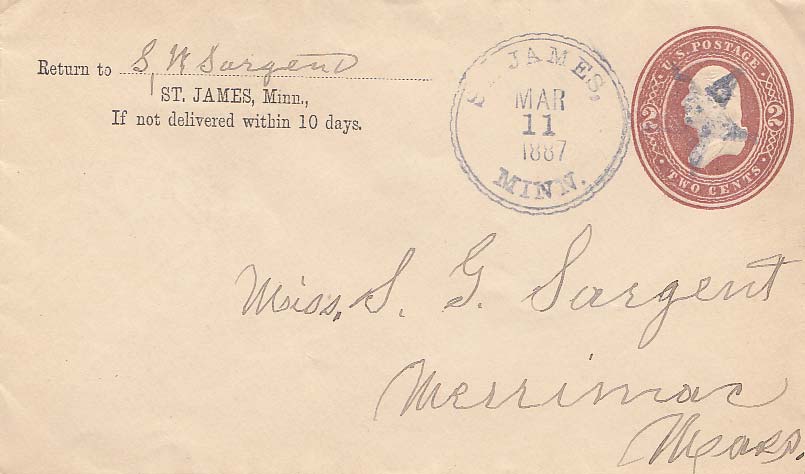 Return to S W Sargent
ST. JAMES, Minn.,
If not delivered within 10 days.
ST. JAMES,
MAR
11
1887
MINN.
U.S. POSTAGE
2 2
TWO CENTS
Miss, S. G. Sargent
Merrimac
Mass.